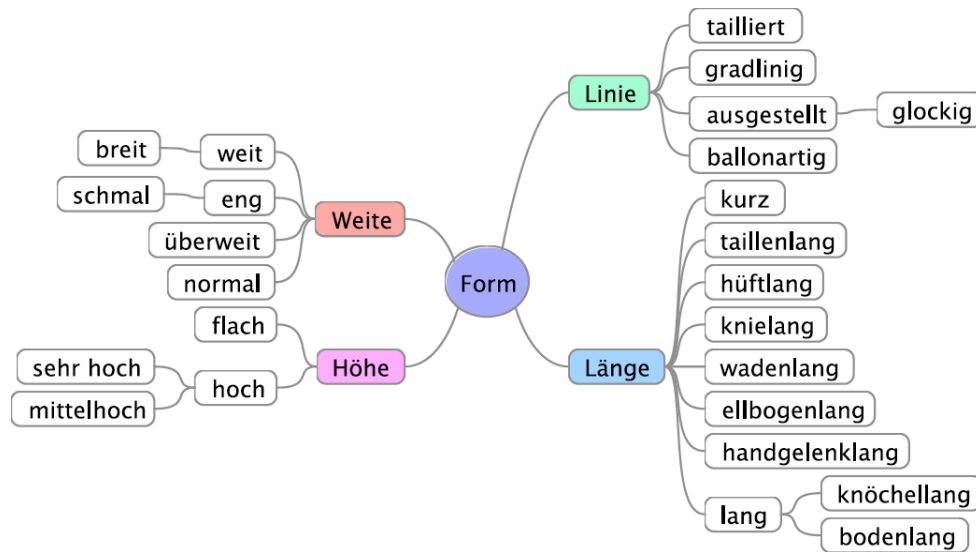 Form
Linie
tailliert
gradlinig
ausgestellt
glockig
ballonartig
Länge
kurz
taillenlang
hüftlang
knielang
wadenlang
ellbogenlang
handgelenklang
lang
knöchellang
bodenlang
Weite
weit
breit
eng
schmal
überweit
normal
Höhe
flach
hoch
sehr hoch
mittelhoch